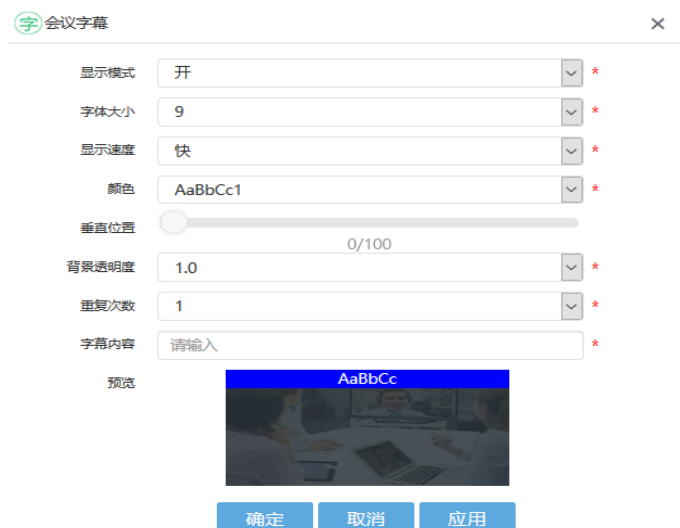 字 会议字幕
显示模式 开 *
字体大小 9 *
显示速度 快 *
颜色 AaBbCc1 *
垂直位置
0/100
背景透明度 1.0 *
重复次数 1 *
字幕内容 请输入 *
预览 AaBbCc
确定 取消 应用